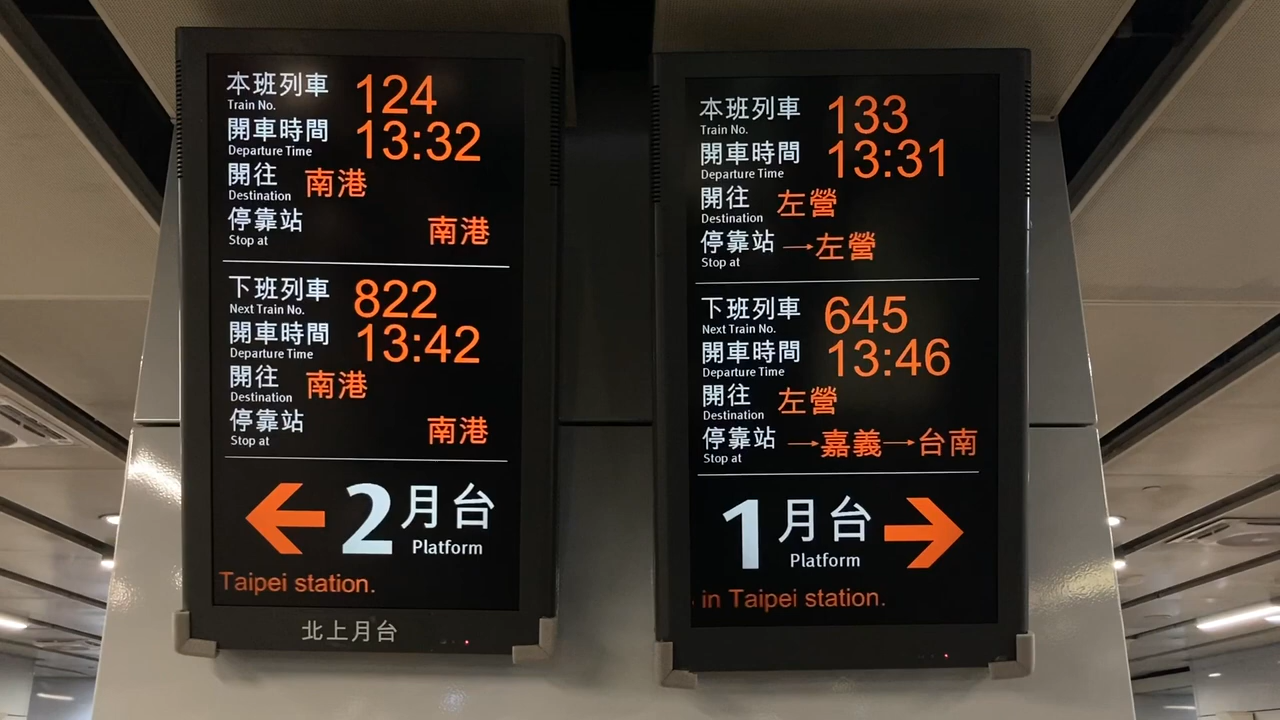 本班列車 124
Train No.
開車時間 13:32
Departure Time
開往 南港
Destination
停靠站 南港
Stop at
下班列車 822
Next Train No.
開車時間 13:42
Departure Time
開往 南港
Destination
停靠站 南港
Stop at
2 月台
Platform
Taipei station.
北上月台
本班列車 133
Train No.
開車時間 13:31
Departure Time
開往 左營
Destination
停靠站 →左營
Stop at
下班列車 645
Next Train No.
開車時間 13:46
Departure Time
開往 左營
Destination
停靠站 →嘉義→台南
Stop at
1 月台
Platform
in Taipei station.